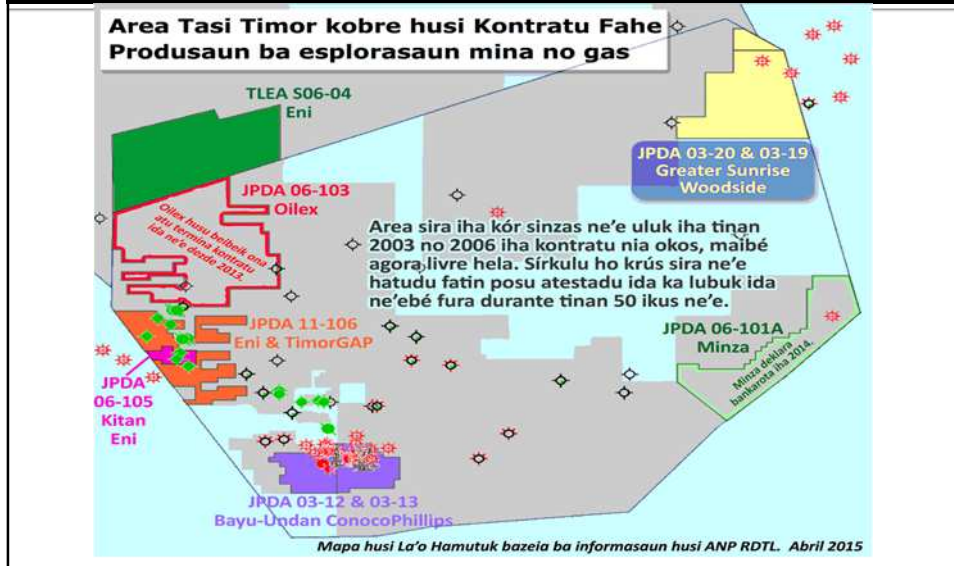 Area Tasi Timor kobre husi Kontratu Fahe
Produsaun ba esplorasaun mina no gas
TLEA S06-04
Eni
JPDA 03-20 & 03-19
Greater Sunrise
Woodside
JPDA 06-103
Oilex
Oilex husu beibeik ona
atu termina kontratu
ida ne'e dezde 2013.
Area sira iha kór sinzas ne'e uluk iha tinan
2003 no 2006 iha kontratu nia okos, maibé
agora livre hela. Sírkulu ho krús sira ne'e
hatudu fatin posu atestadu ida ka lubuk ida
ne'ebé fura durante tinan 50 ikus ne'e.
JPDA 11-106
Eni & TimorGAP
JPDA 06-101A
Minza
Minza deklara
bankarota iha 2014.
JPDA
06-105
Kitan
Eni
JPDA 03-12 & 03-13
Bayu-Undan ConocoPhillips
Mapa husi La'o Hamutuk bazeia ba informasaun husi ANP RDTL. Abril 2015